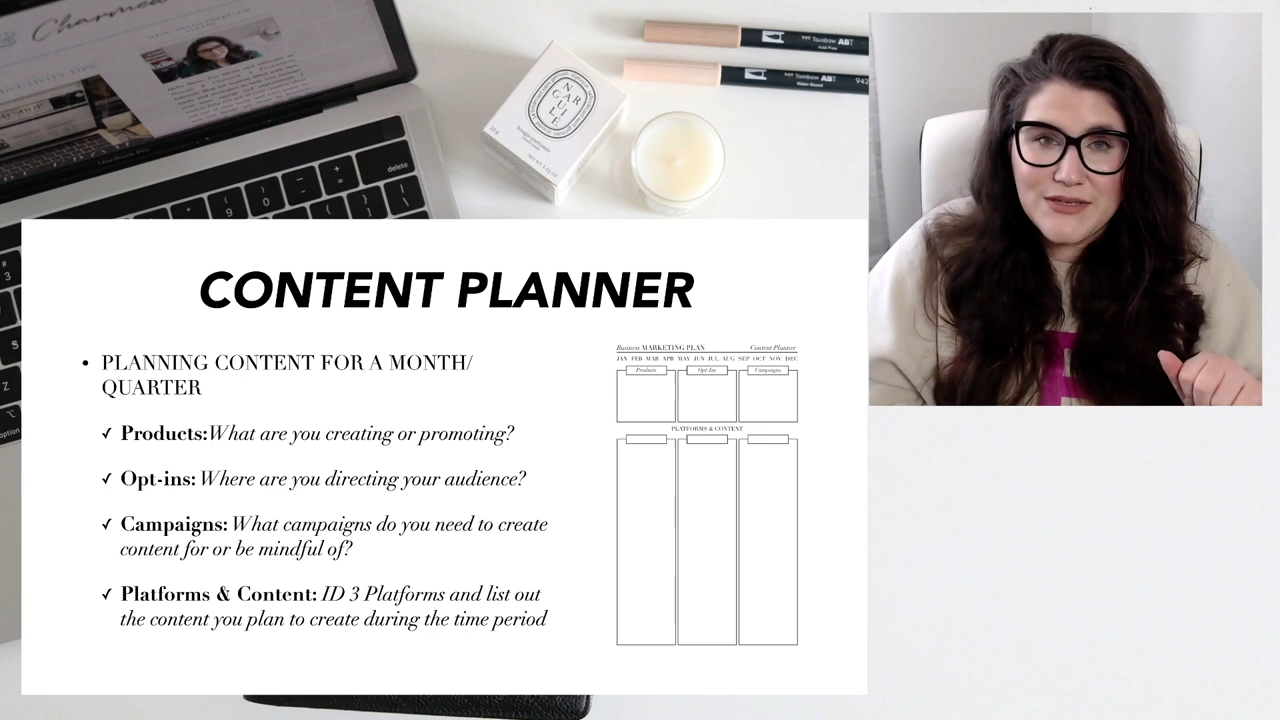 Charmed
NARGUILE
Tombow ABT
Tombow ABT
942
delete
option
CONTENT PLANNER
• PLANNING CONTENT FOR A MONTH/
QUARTER
✓ Products:What are you creating or promoting?
✓ Opt-ins: Where are you directing your audience?
✓ Campaigns: What campaigns do you need to create
content for or be mindful of?
✓ Platforms & Content: ID 3 Platforms and list out
the content you plan to create during the time period
Business MARKETING PLAN Content Planner
JAN FEB MAR APR MAY JUN JUL AUG SEP OCT NOV DEC
Products Opt-Ins Campaigns
PLATFORMS & CONTENT